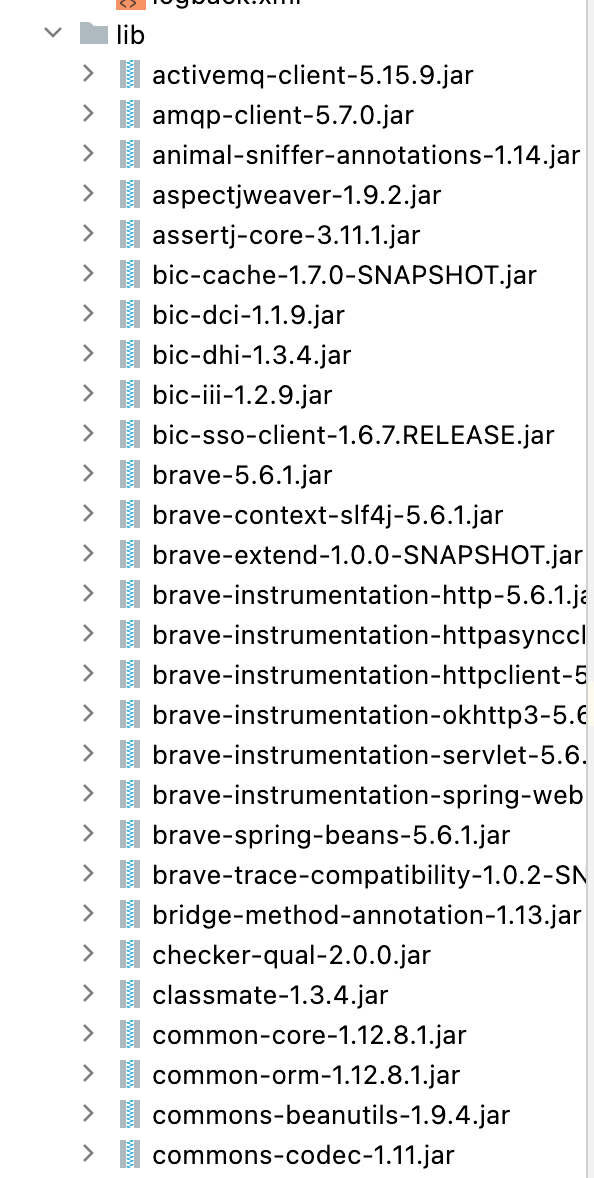 logback.xml
lib
activemq-client-5.15.9.jar
amqp-client-5.7.0.jar
animal-sniffer-annotations-1.14.jar
aspectjweaver-1.9.2.jar
assertj-core-3.11.1.jar
bic-cache-1.7.0-SNAPSHOT.jar
bic-dci-1.1.9.jar
bic-dhi-1.3.4.jar
bic-iii-1.2.9.jar
bic-sso-client-1.6.7.RELEASE.jar
brave-5.6.1.jar
brave-context-slf4j-5.6.1.jar
brave-extend-1.0.0-SNAPSHOT.jar
brave-instrumentation-http-5.6.1.ja
brave-instrumentation-httpasynccl
brave-instrumentation-httpclient-5
brave-instrumentation-okhttp3-5.6
brave-instrumentation-servlet-5.6.
brave-instrumentation-spring-web
brave-spring-beans-5.6.1.jar
brave-trace-compatibility-1.0.2-SN
bridge-method-annotation-1.13.jar
checker-qual-2.0.0.jar
classmate-1.3.4.jar
common-core-1.12.8.1.jar
common-orm-1.12.8.1.jar
commons-beanutils-1.9.4.jar
commons-codec-1.11.jar